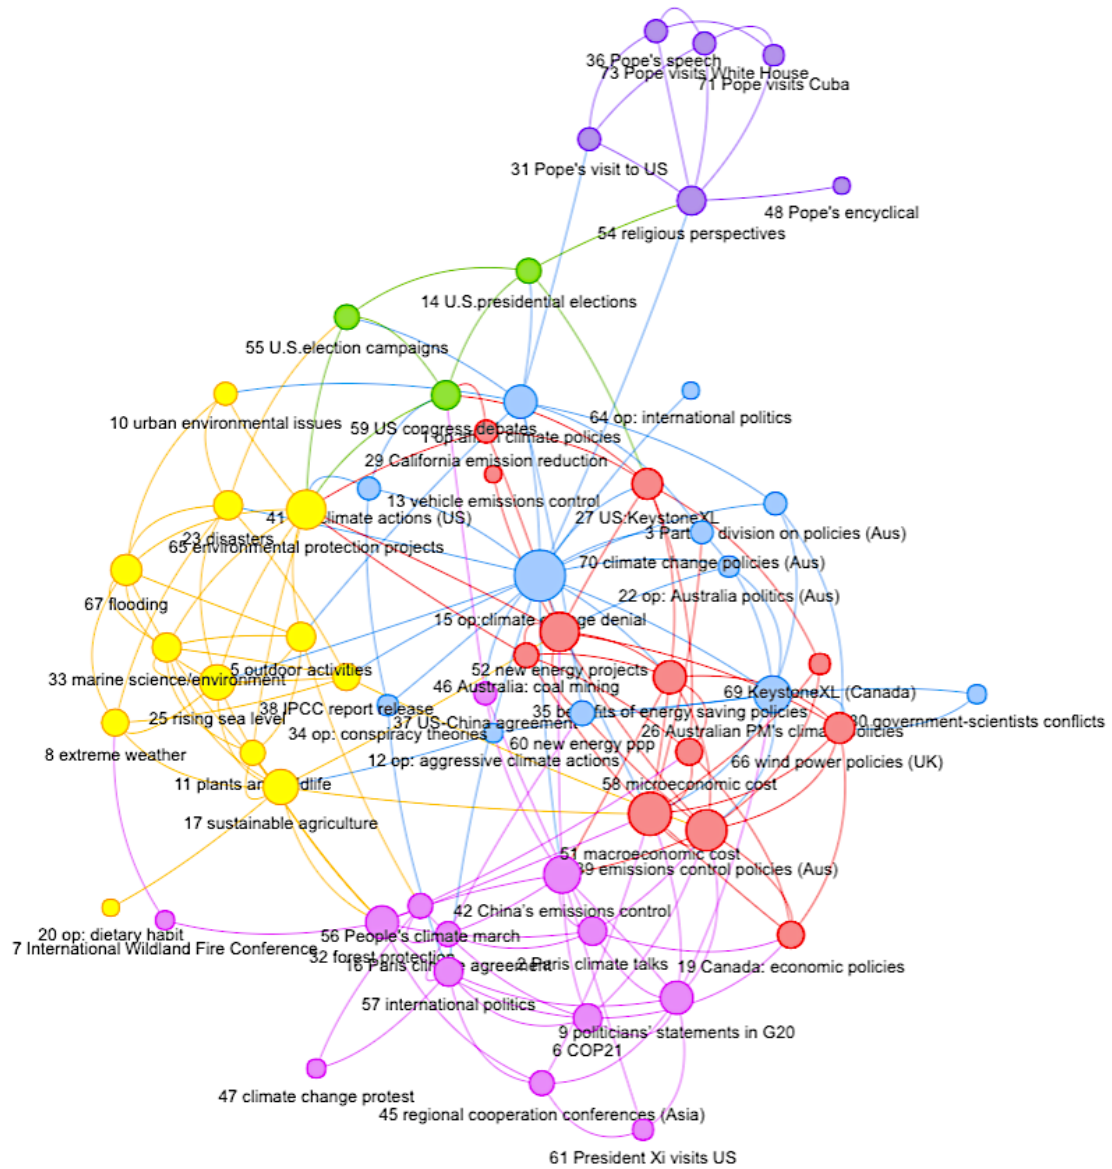 36 Pope's speech
73 Pope visits White House
71 Pope visits Cuba
31 Pope's visit to US
48 Pope's encyclical
54 religious perspectives
14 U.S.presidential elections
55 U.S.election campaigns
10 urban environmental issues
64 op: international politics
59 US congress debates
1 op: climate policies
29 California emission reduction
13 vehicle emissions control
41 climate actions (US)
27 US:KeystoneXL
3 division on policies (Aus)
23 disasters
65 environmental protection projects
70 climate change policies (Aus)
22 op: Australia politics (Aus)
67 flooding
15 op:climate denial
5 outdoor activities
52 new energy projects
33 marine science/environment
46 Australia: coal mining
69 KeystoneXL (Canada)
38 IPCC report release
25 rising sea level
37 US-China agreement
35 of energy saving policies
30 government-scientists conflicts
34 op: conspiracy theories
26 Australian PM's climate policies
60 new energy ppp
8 extreme weather
12 op: aggressive climate actions
66 wind power policies (UK)
11 plants
58 microeconomic cost
17 sustainable agriculture
51 macroeconomic cost
39 emissions control policies (Aus)
42 China's emissions control
20 op: dietary habit
56 People's climate march
7 International Wildland Fire Conference
32 forest protection
16 Paris agreement
2 Paris climate talks
19 Canada: economic policies
57 international politics
9 politicians' statements in G20
6 COP21
47 climate change protest
45 regional cooperation conferences (Asia)
61 President Xi visits US